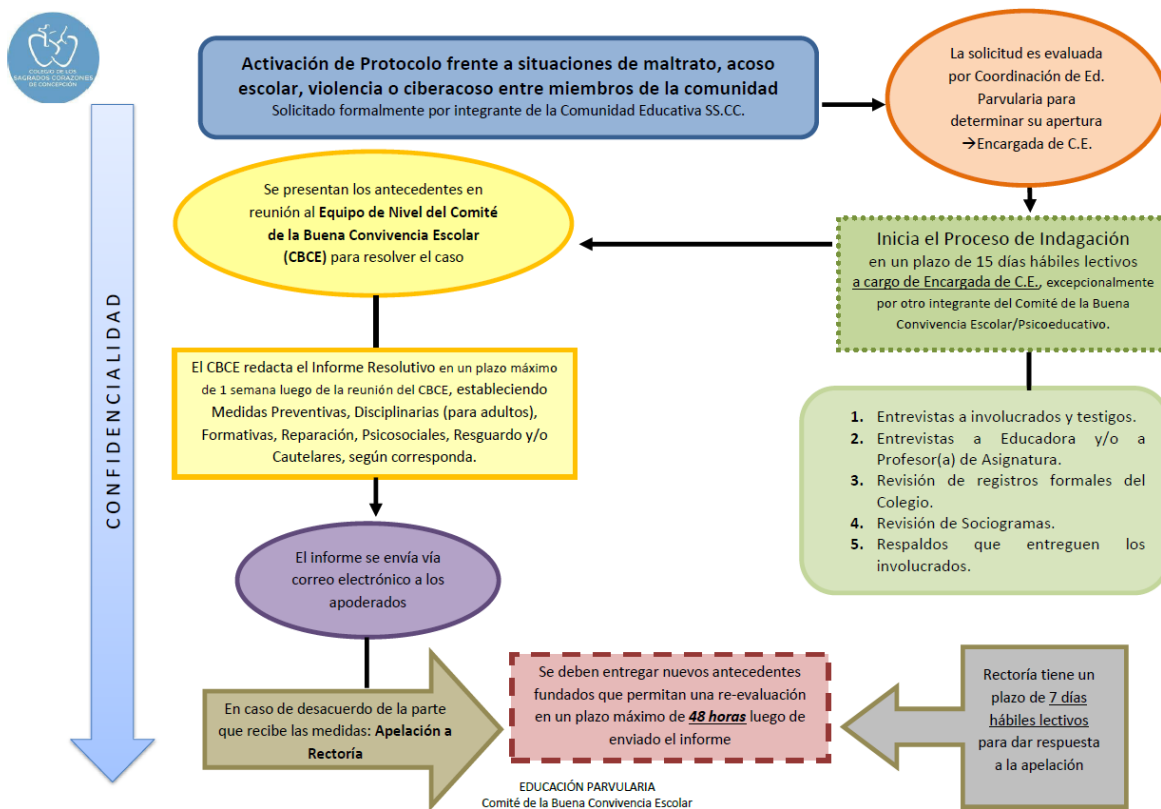 COLEGIO DE LOS
SAGRADOS CORAZONES
DE CONCEPCIÓN
CONFIDENCIALIDAD
Activación de Protocolo frente a situaciones de maltrato, acoso
escolar, violencia o ciberacoso entre miembros de la comunidad
Solicitado formalmente por integrante de la Comunidad Educativa SS.CC.
La solicitud es evaluada
por Coordinación de Ed.
Parvularia para
determinar su apertura
→Encargada de C.E.
Inicia el Proceso de Indagación
en un plazo de 15 días hábiles lectivos
a cargo de Encargada de C.E., excepcionalmente
por otro integrante del Comité de la Buena
Convivencia Escolar/Psicoeducativo.
1. Entrevistas a involucrados y testigos.
2. Entrevistas a Educadora y/o a
Profesor(a) de Asignatura.
3. Revisión de registros formales del
Colegio.
4. Revisión de Sociogramas.
5. Respaldos que entreguen los
involucrados.
Se presentan los antecedentes en
reunión al Equipo de Nivel del Comité
de la Buena Convivencia Escolar
(CBCE) para resolver el caso
El CBCE redacta el Informe Resolutivo en un plazo máximo
de 1 semana luego de la reunión del CBCE, estableciendo
Medidas Preventivas, Disciplinarias (para adultos),
Formativas, Reparación, Psicosociales, Resguardo y/o
Cautelares, según corresponda.
El informe se envía vía
correo electrónico a los
apoderados
En caso de desacuerdo de la parte
que recibe las medidas: Apelación a
Rectoría
Se deben entregar nuevos antecedentes
fundados que permitan una re-evaluación
en un plazo máximo de 48 horas luego de
enviado el informe
Rectoría tiene un
plazo de 7 días
hábiles lectivos
para dar respuesta
a la apelación
EDUCACIÓN PARVULARIA
Comité de la Buena Convivencia Escolar